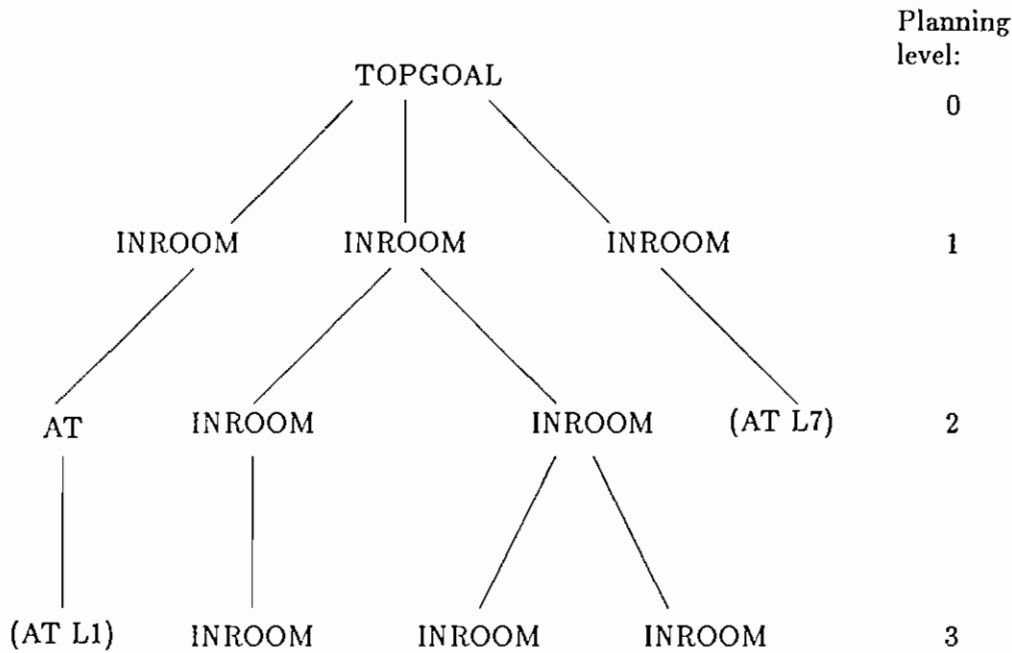 Planning
level:
TOPGOAL
0
INROOM INROOM INROOM 1
AT INROOM INROOM (AT L7) 2
(AT L1) INROOM INROOM INROOM 3